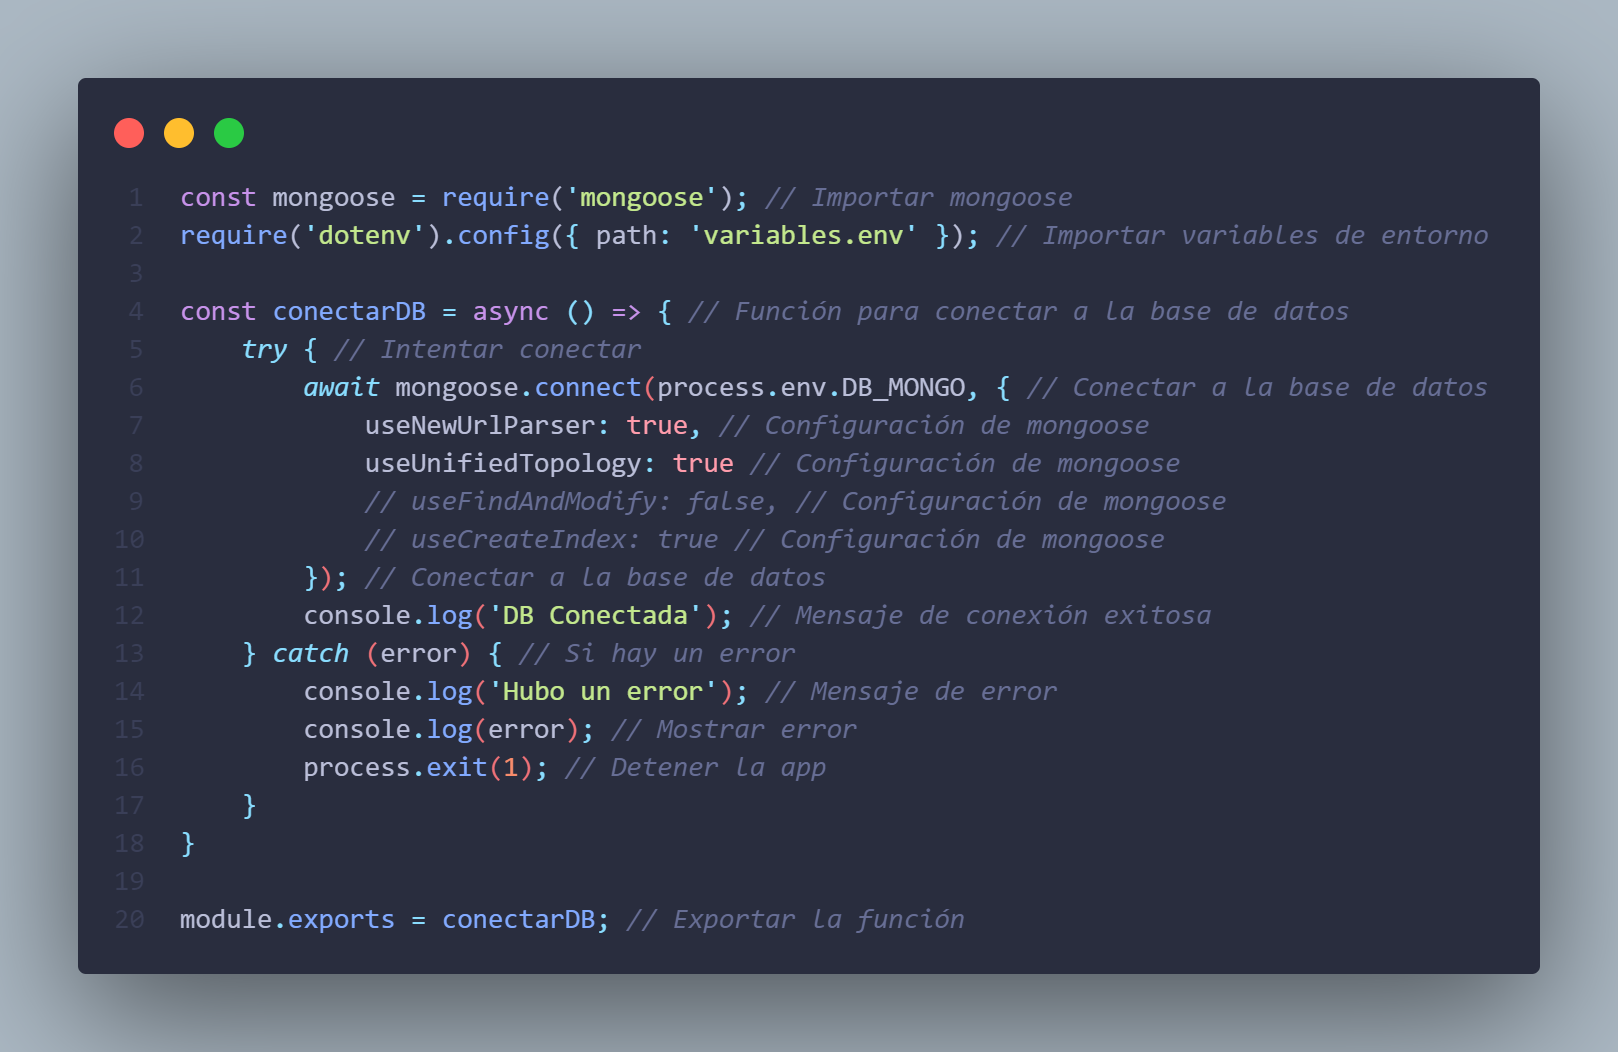 1 const mongoose = require('mongoose'); // Importar mongoose
2 require('dotenv').config({ path: 'variables.env' }); // Importar variables de entorno
3
4 const conectarDB = async () => { // Función para conectar a la base de datos
5     try { // Intentar conectar
6         await mongoose.connect(process.env.DB_MONGO, { // Conectar a la base de datos
7             useNewUrlParser: true, // Configuración de mongoose
8             useUnifiedTopology: true // Configuración de mongoose
9             // useFindAndModify: false, // Configuración de mongoose
10             // useCreateIndex: true // Configuración de mongoose
11         }); // Conectar a la base de datos
12         console.log('DB Conectada'); // Mensaje de conexión exitosa
13     } catch (error) { // Si hay un error
14         console.log('Hubo un error'); // Mensaje de error
15         console.log(error); // Mostrar error
16         process.exit(1); // Detener la app
17     }
18 }
19
20 module.exports = conectarDB; // Exportar la función